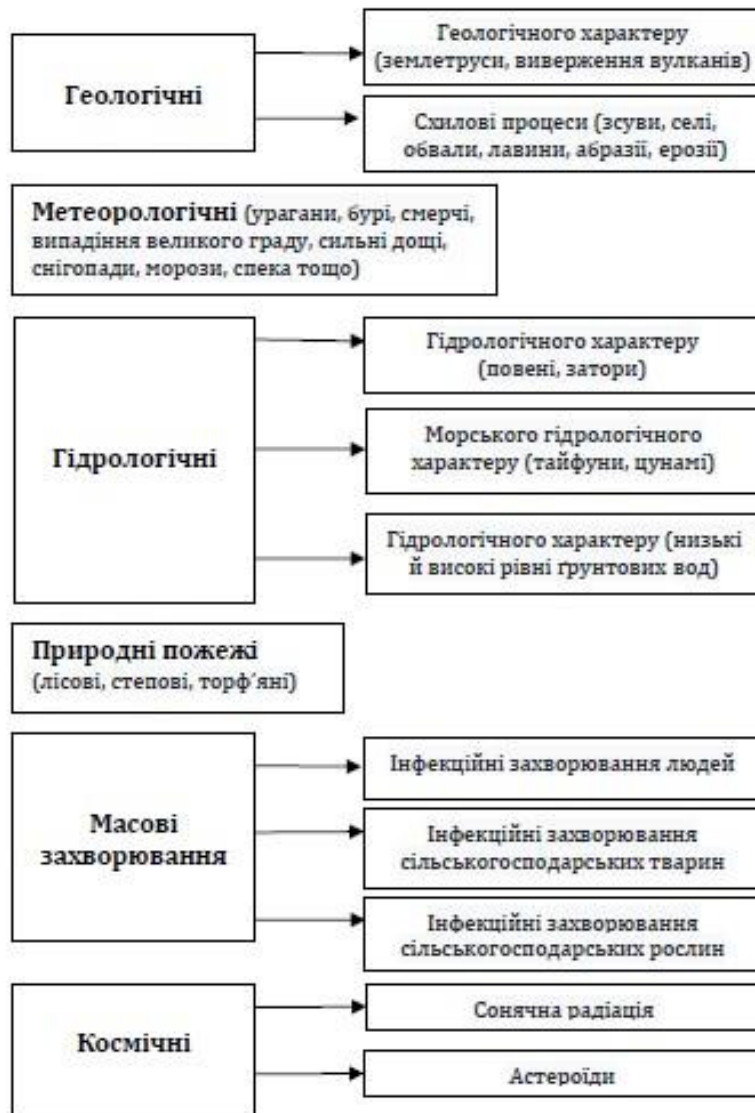 Геологічні
Геологічного характеру
(землетруси, виверження вулканів)
Схилові процеси (зсуви, селі,
обвали, лавини, абразії, ерозії)
Метеорологічні (урагани, бурі, смерчі,
випадіння великого граду, сильні дощі,
снігопади, морози, спека тощо)
Гідрологічні
Гідрологічного характеру
(повені, затори)
Морського гідрологічного
характеру (тайфуни, цунамі)
Гідрологічного характеру (низькі
й високі рівні ґрунтових вод)
Природні пожежі
(лісові, степові, торф'яні)
Масові
захворювання
Інфекційні захворювання людей
Інфекційні захворювання
сільськогосподарських тварин
Інфекційні захворювання
сільськогосподарських рослин
Космічні
Сонячна радіація
Астероїди